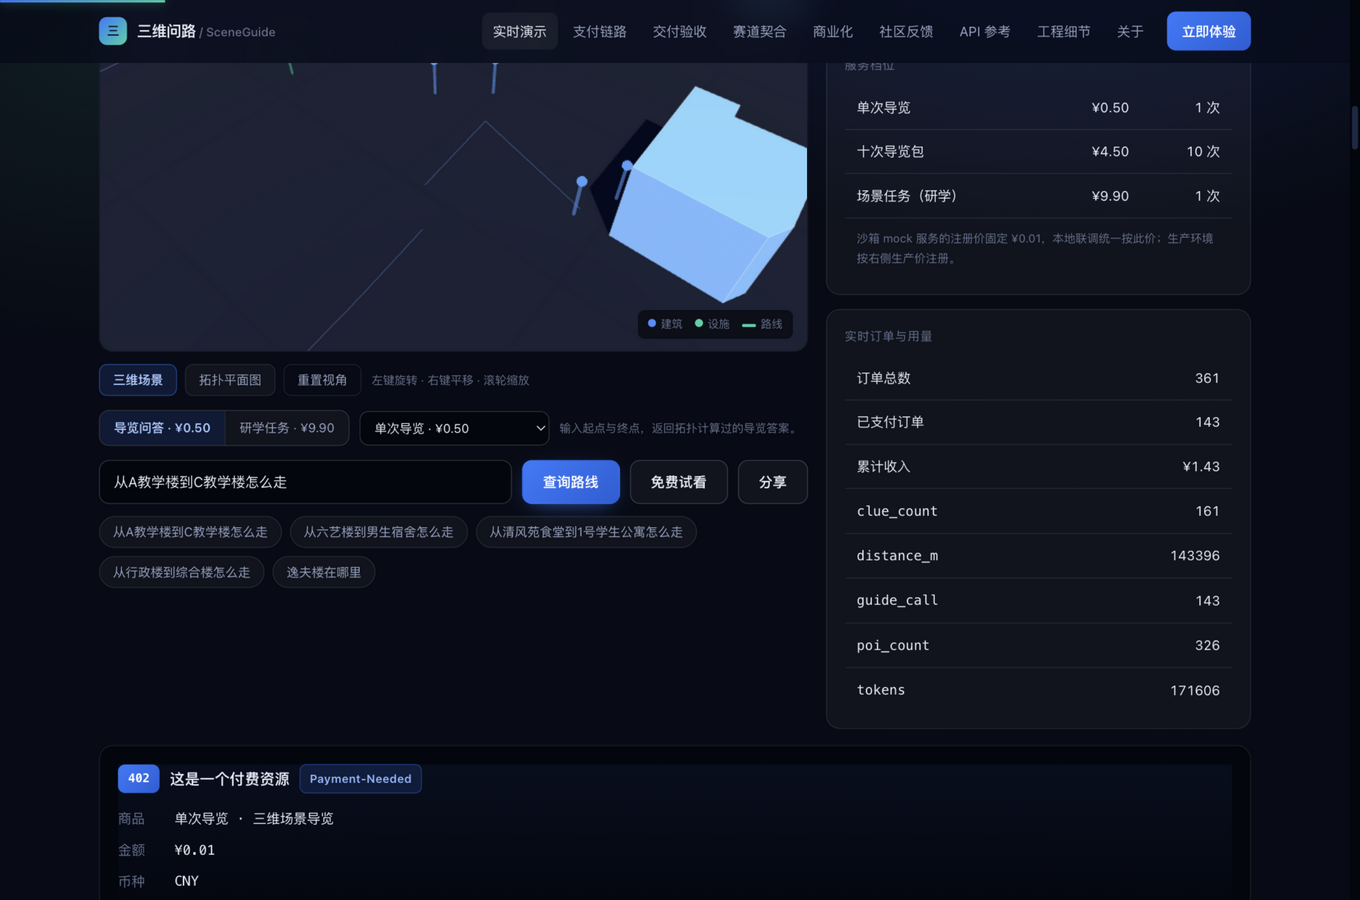 三 三维问路 / SceneGuide 实时演示 支付链路 交付验收 赛道契合 商业化 社区反馈 API 参考 工程细节 关于 立即体验
服务档位
单次导览 ¥0.50 1 次
十次导览包 ¥4.50 10 次
场景任务（研学） ¥9.90 1 次
沙箱 mock 服务的注册价固定 ¥0.01，本地联调统一按此价；生产环境
按右侧生产价注册。
建筑 设施 路线
三维场景 拓扑平面图 重置视角 左键旋转 · 右键平移 · 滚轮缩放
导览问答 · ¥0.50 研学任务 · ¥9.90 单次导览 · ¥0.50 输入起点与终点，返回拓扑计算过的导览答案。
从A教学楼到C教学楼怎么走 查询路线 免费试看 分享
从A教学楼到C教学楼怎么走 从六艺楼到男生宿舍怎么走 从清风苑食堂到1号学生公寓怎么走
从行政楼到综合楼怎么走 逸夫楼在哪里
实时订单与用量
订单总数 361
已支付订单 143
累计收入 ¥1.43
clue_count 161
distance_m 143396
guide_call 143
poi_count 326
tokens 171606
402 这是一个付费资源 Payment-Needed
商品 单次导览 · 三维场景导览
金额 ¥0.01
币种 CNY